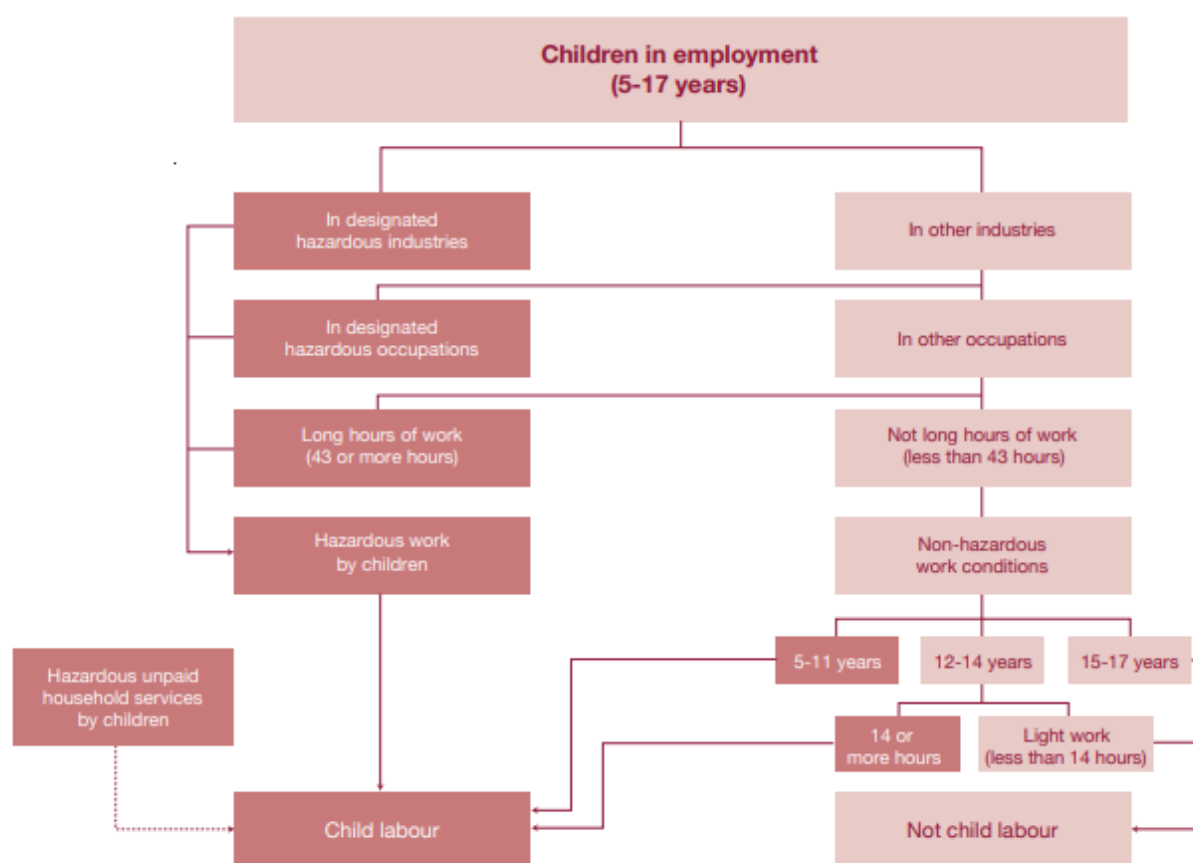 Children in employment
(5-17 years)
In designated
hazardous industries
In other industries
In designated
hazardous occupations
In other occupations
Long hours of work
(43 or more hours)
Not long hours of work
(less than 43 hours)
Hazardous work
by children
Non-hazardous
work conditions
5-11 years
12-14 years
15-17 years
Hazardous unpaid
household services
by children
14 or
more hours
Light work
(less than 14 hours)
Child labour
Not child labour